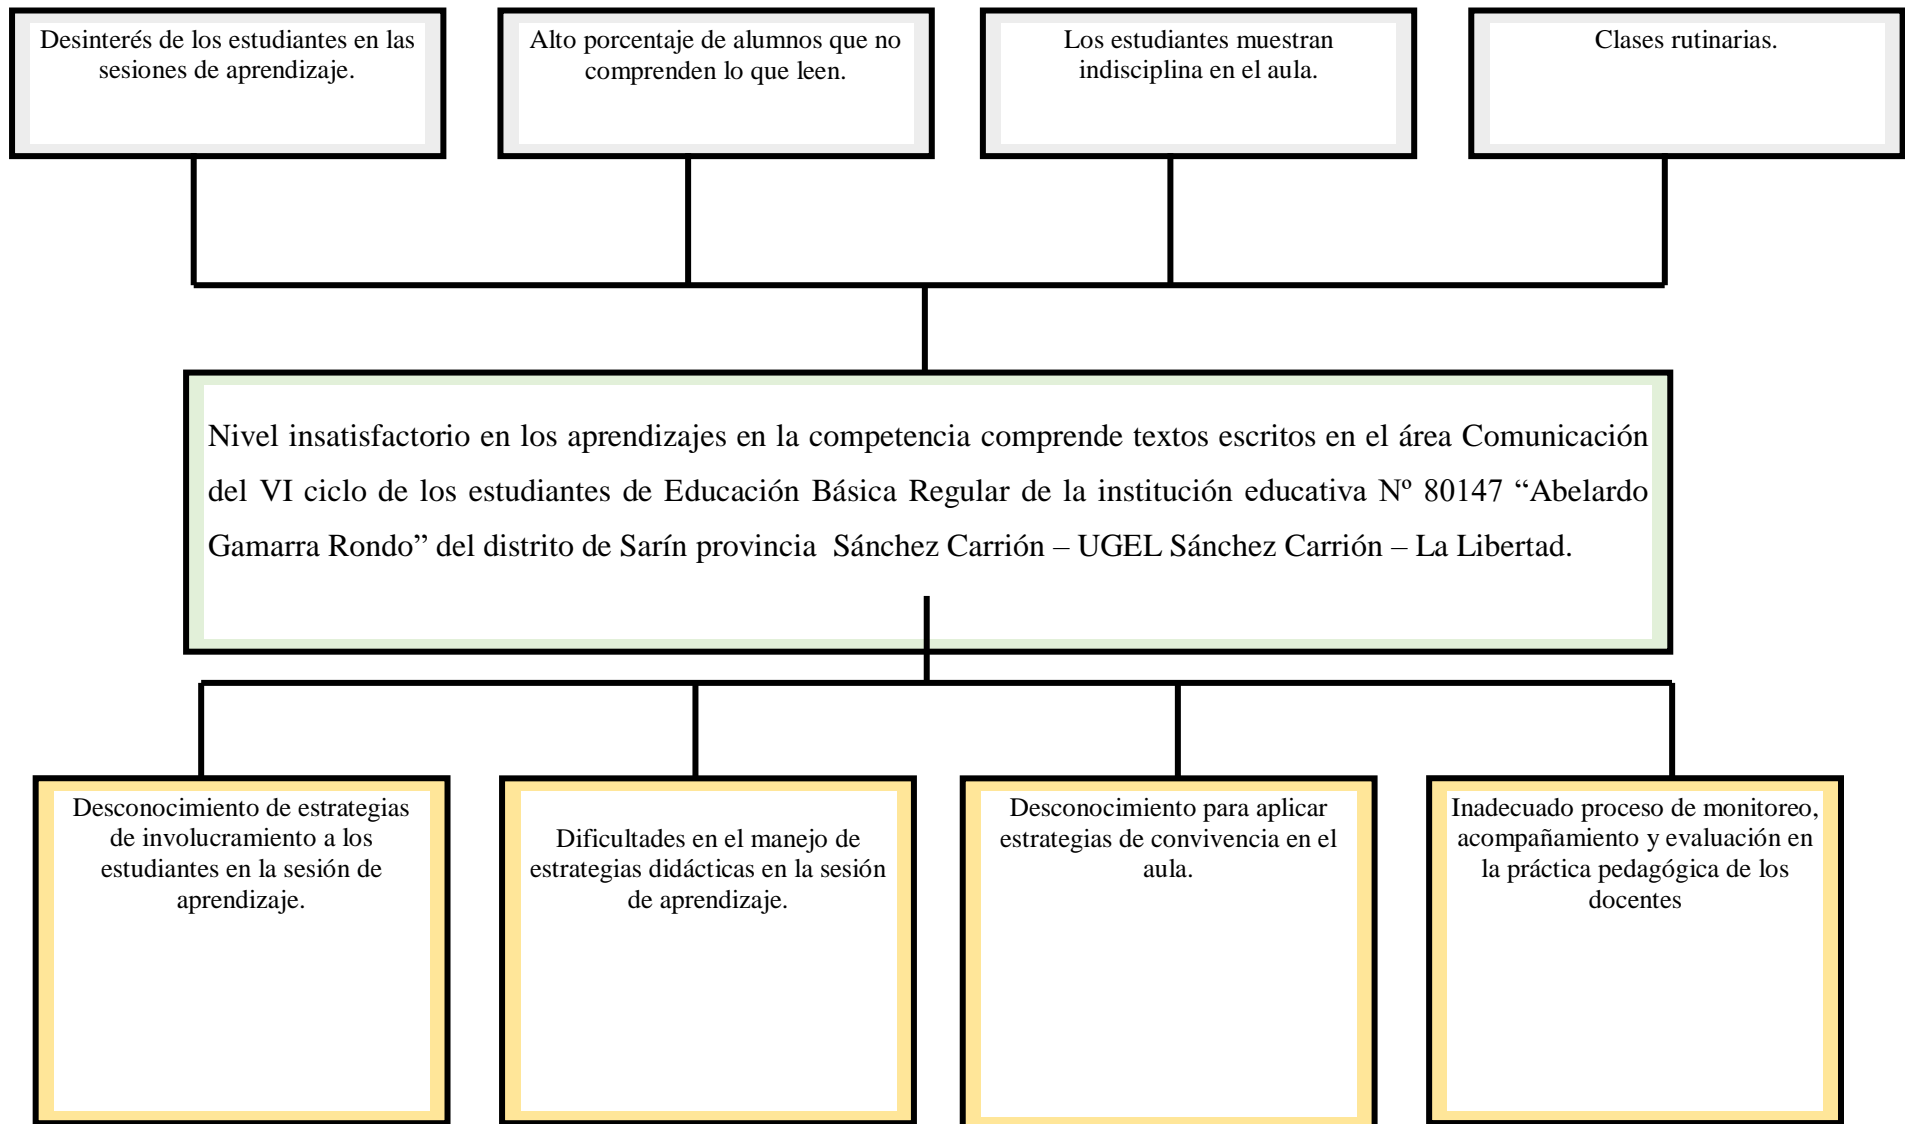 Desinterés de los estudiantes en las
sesiones de aprendizaje.
Alto porcentaje de alumnos que no
comprenden lo que leen.
Los estudiantes muestran
indisciplina en el aula.
Clases rutinarias.
Nivel insatisfactorio en los aprendizajes en la competencia comprende textos escritos en el área Comunicación
del VI ciclo de los estudiantes de Educación Básica Regular de la institución educativa Nº 80147 “Abelardo
Gamarra Rondo” del distrito de Sarín provincia Sánchez Carrión – UGEL Sánchez Carrión – La Libertad.
Desconocimiento de estrategias
de involucramiento a los
estudiantes en la sesión de
aprendizaje.
Dificultades en el manejo de
estrategias didácticas en la sesión
de aprendizaje.
Desconocimiento para aplicar
estrategias de convivencia en el
aula.
Inadecuado proceso de monitoreo,
acompañamiento y evaluación en
la práctica pedagógica de los
docentes